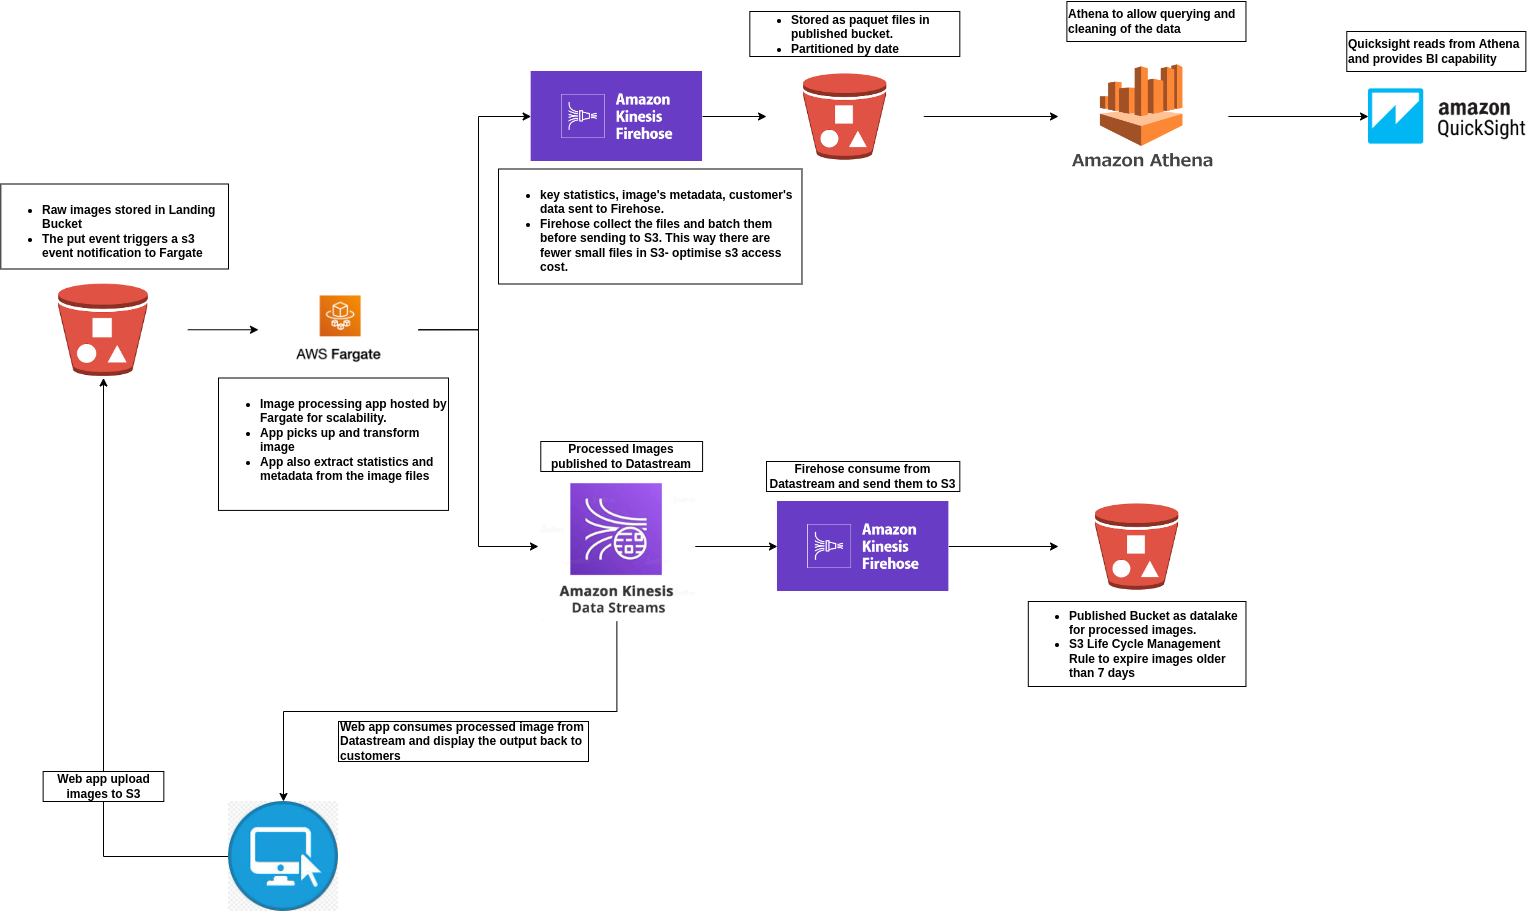 Stored as paquet files in
published bucket.
Partitioned by date
Athena to allow querying and
cleaning of the data
Quicksight reads from Athena
and provides BI capability
Amazon
Kinesis
Firehose
Amazon Athena
amazon
QuickSight
key statistics, image's metadata, customer's
data sent to Firehose.
Firehose collect the files and batch them
before sending to S3. This way there are
fewer small files in S3- optimise s3 access
cost.
Raw images stored in Landing
Bucket
The put event triggers a s3
event notification to Fargate
AWS Fargate
Image processing app hosted by
Fargate for scalability.
App picks up and transform
image
App also extract statistics and
metadata from the image files
Processed Images
published to Datastream
Amazon Kinesis
Data Streams
Firehose consume from
Datastream and send them to S3
Amazon
Kinesis
Firehose
Published Bucket as datalake
for processed images.
S3 Life Cycle Management
Rule to expire images older
than 7 days
Web app consumes processed image from
Datastream and display the output back to
customers
Web app upload
images to S3